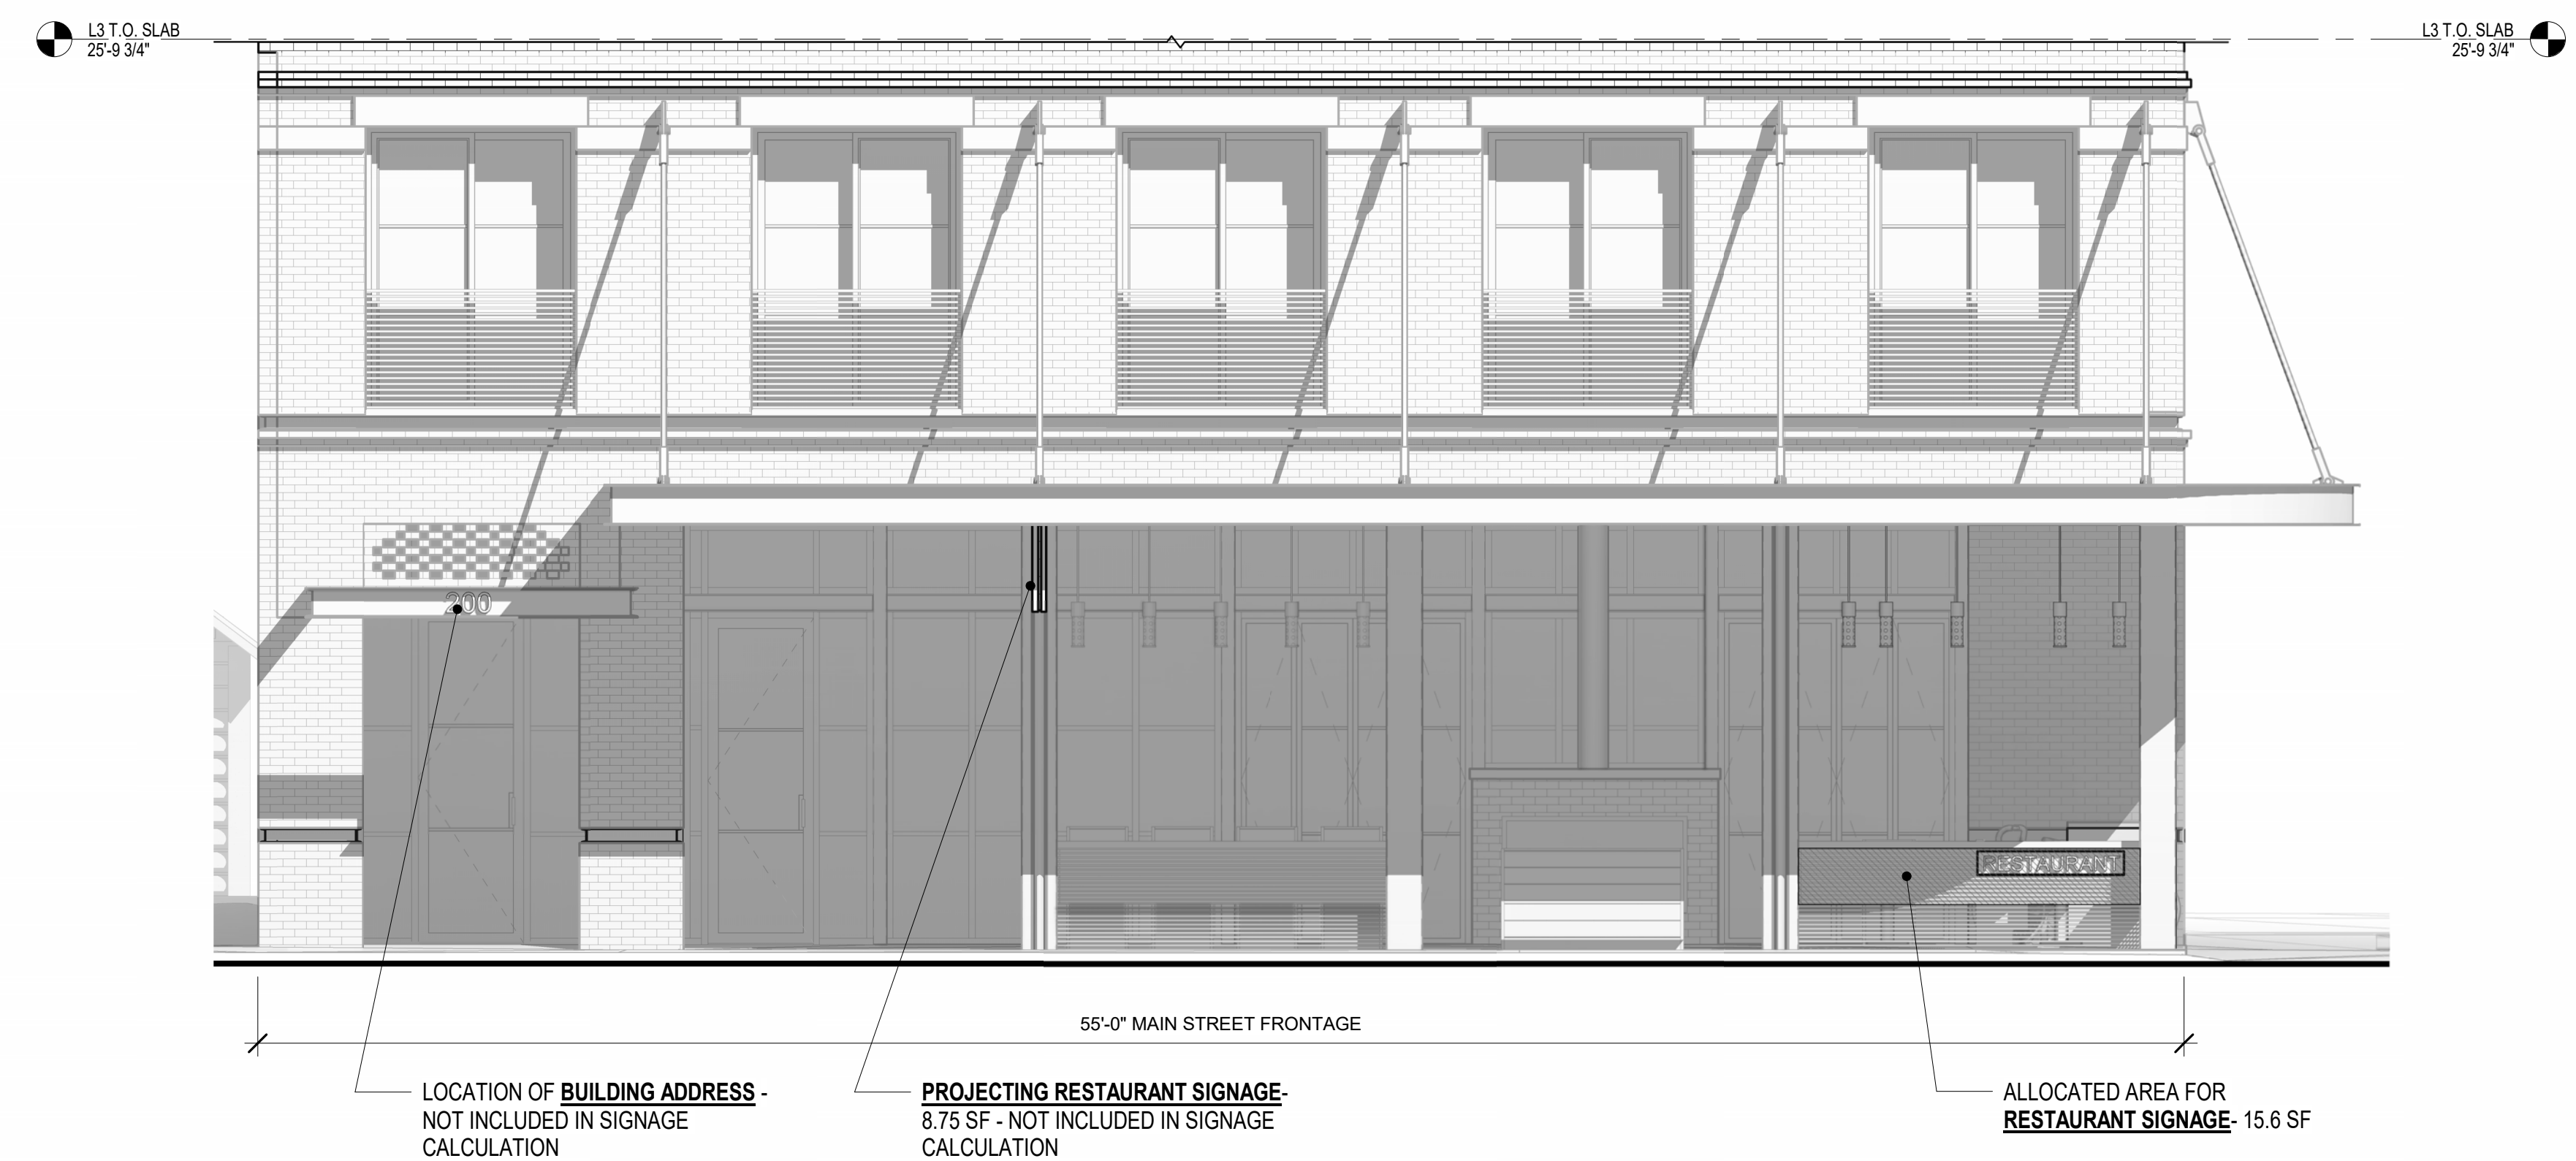 L3 T.O. SLAB
25'-9 3/4"
L3 T.O. SLAB
25'-9 3/4"
200
RESTAURANT
55'-0" MAIN STREET FRONTAGE
LOCATION OF BUILDING ADDRESS -
NOT INCLUDED IN SIGNAGE
CALCULATION
PROJECTING RESTAURANT SIGNAGE-
8.75 SF - NOT INCLUDED IN SIGNAGE
CALCULATION
ALLOCATED AREA FOR
RESTAURANT SIGNAGE- 15.6 SF